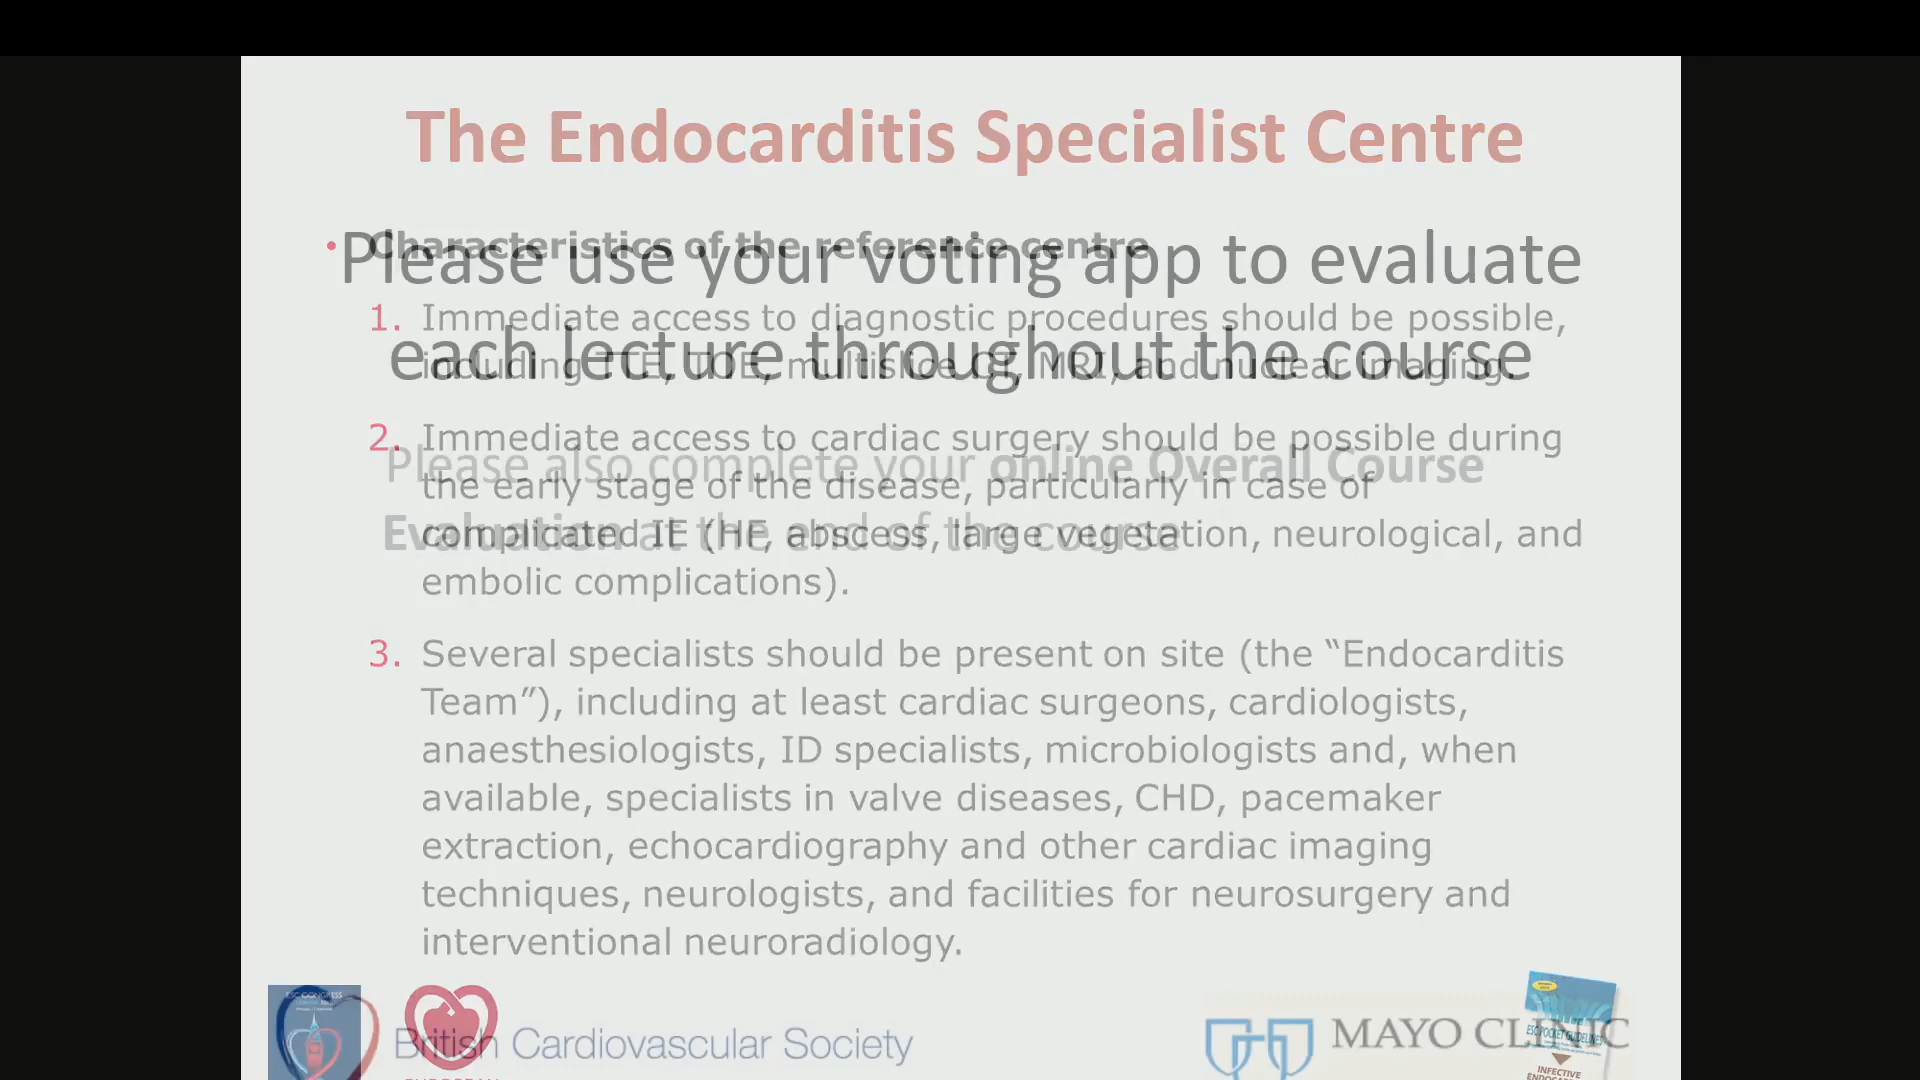 The Endocarditis Specialist Centre
• Characteristics of the reference centre
Please use your voting app to evaluate
1. Immediate access to diagnostic procedures should be possible,
each lecture throughout the course
including TTE, TOE, multislice CT, MRI, and nuclear imaging.
2. Immediate access to cardiac surgery should be possible during
Please also complete your online Overall Course
the early stage of the disease, particularly in case of
Evaluation at the end of the course
complicated IE (HF, abscess, large vegetation, neurological, and
embolic complications).
3. Several specialists should be present on site (the “Endocarditis
Team”), including at least cardiac surgeons, cardiologists,
anaesthesiologists, ID specialists, microbiologists and, when
available, specialists in valve diseases, CHD, pacemaker
extraction, echocardiography and other cardiac imaging
techniques, neurologists, and facilities for neurosurgery and
interventional neuroradiology.
ESC CONGRESS
British Cardiovascular Society
MAYO CLINIC
ESC POCKET GUIDELINES
INFECTIVE